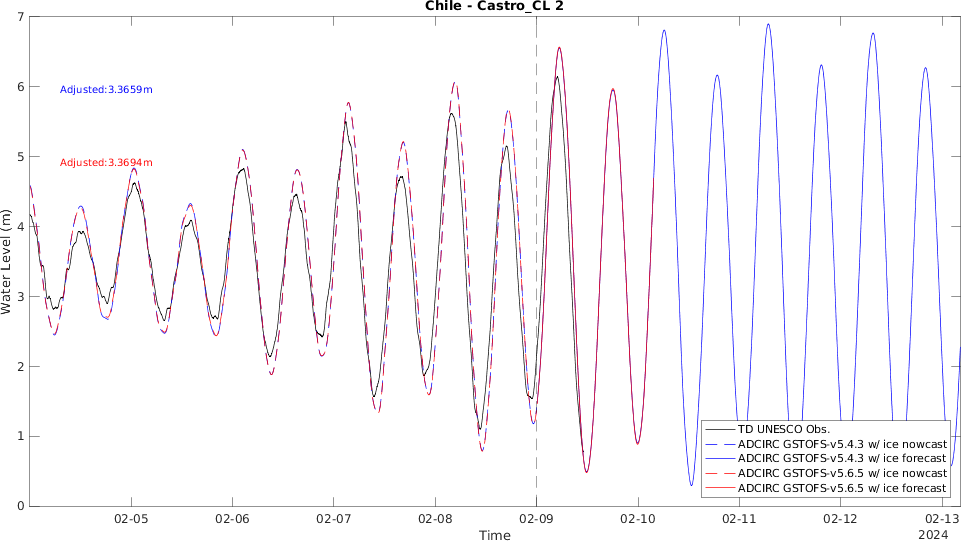 Chile - Castro_CL 2
7
6
5
4
3
2
1
0
Water Level (m)
Adjusted:3.3659m
Adjusted:3.3694m
TD UNESCO Obs.
ADCIRC GSTOFS-v5.4.3 w/ ice nowcast
ADCIRC GSTOFS-v5.4.3 w/ ice forecast
ADCIRC GSTOFS-v5.6.5 w/ ice nowcast
ADCIRC GSTOFS-v5.6.5 w/ ice forecast
02-05 02-06 02-07 02-08 02-09 02-10 02-11 02-12 02-13
2024
Time